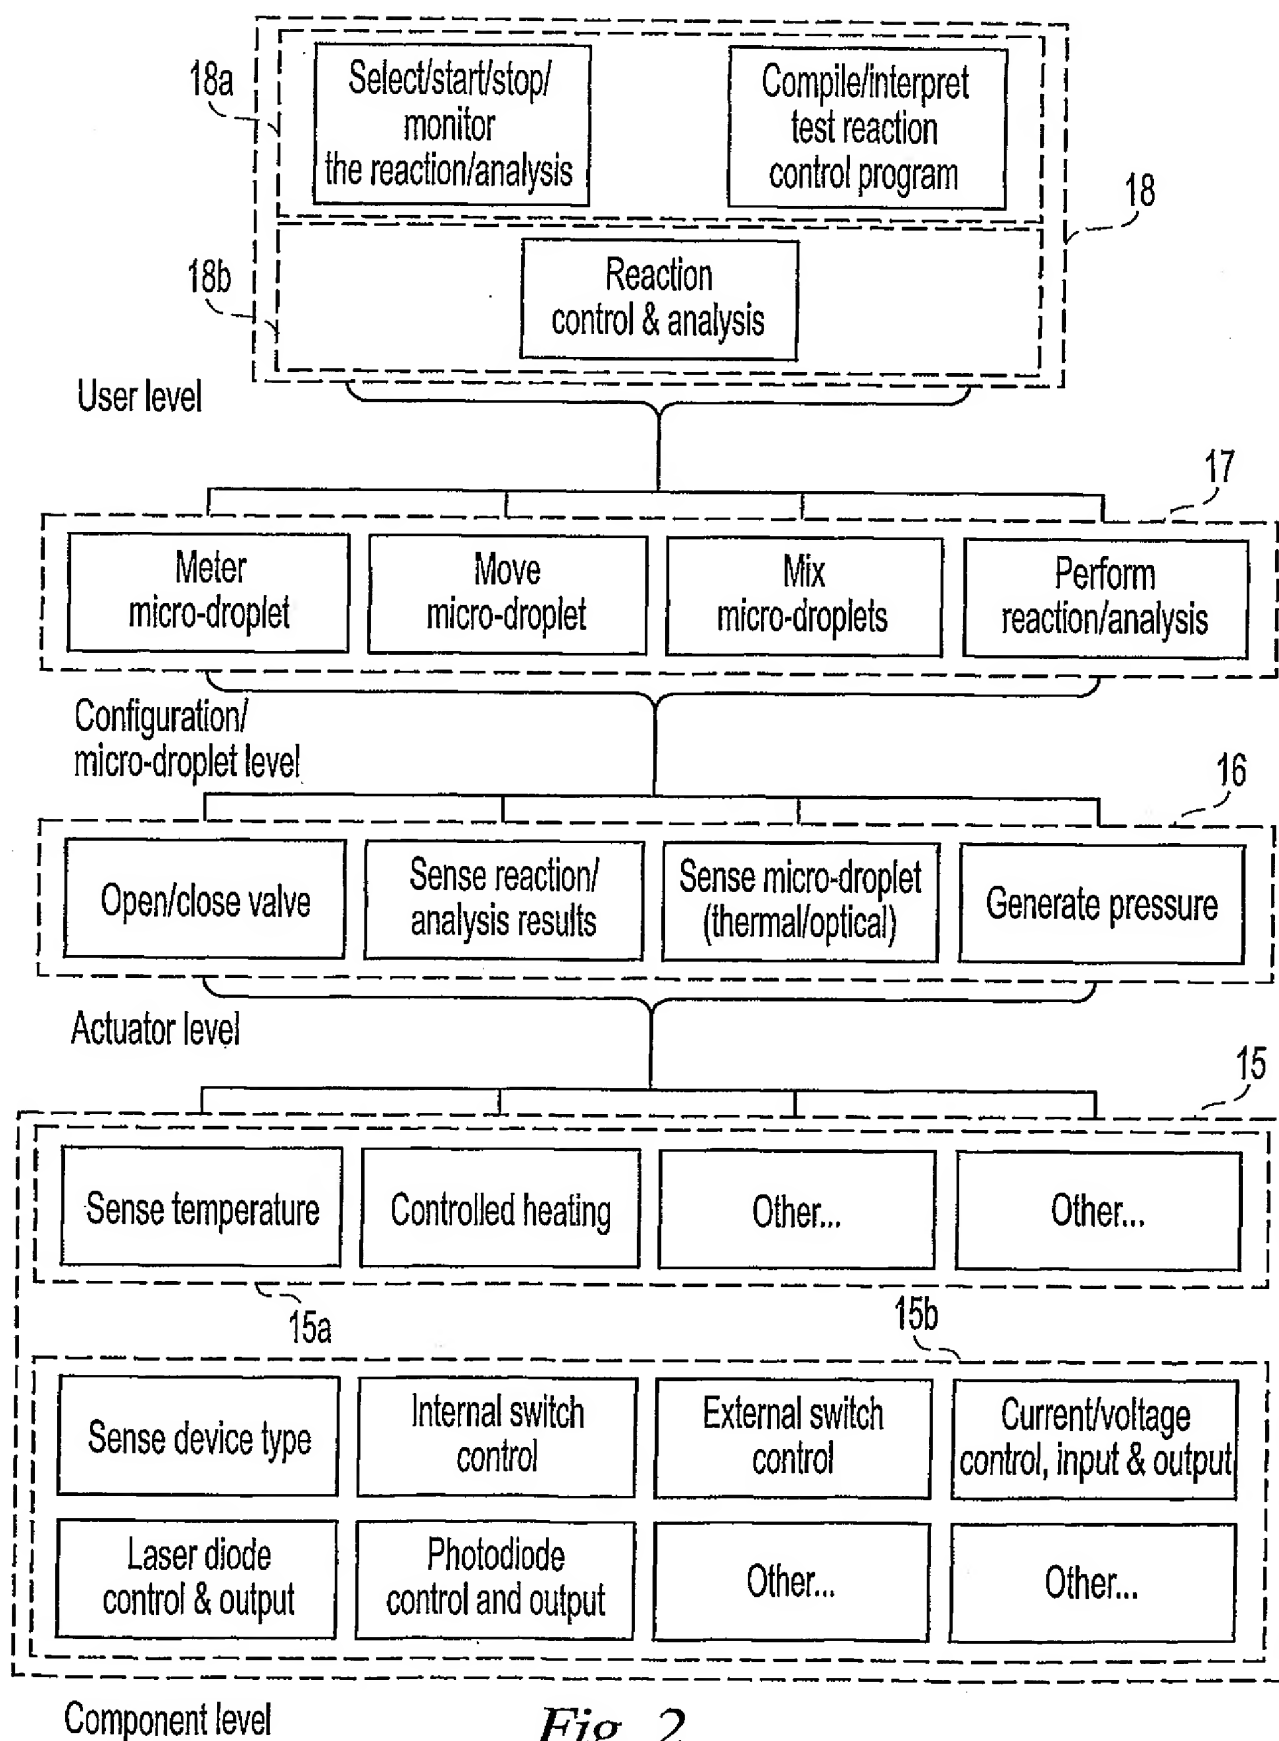 18a
Select/start/stop/
monitor
the reaction/analysis
Compile/interpret
test reaction
control program
18
18b
Reaction
control & analysis
User level
17
Meter
micro-droplet
Move
micro-droplet
Mix
micro-droplets
Perform
reaction/analysis
Configuration/
micro-droplet level
16
Open/close valve
Sense reaction/
analysis results
Sense micro-droplet
(thermal/optical)
Generate pressure
Actuator level
15
Sense temperature
Controlled heating
Other...
Other...
15a
15b
Sense device type
Internal switch
control
External switch
control
Current/voltage
control, input & output
Laser diode
control & output
Photodiode
control and output
Other...
Other...
Component level
Fig. 2